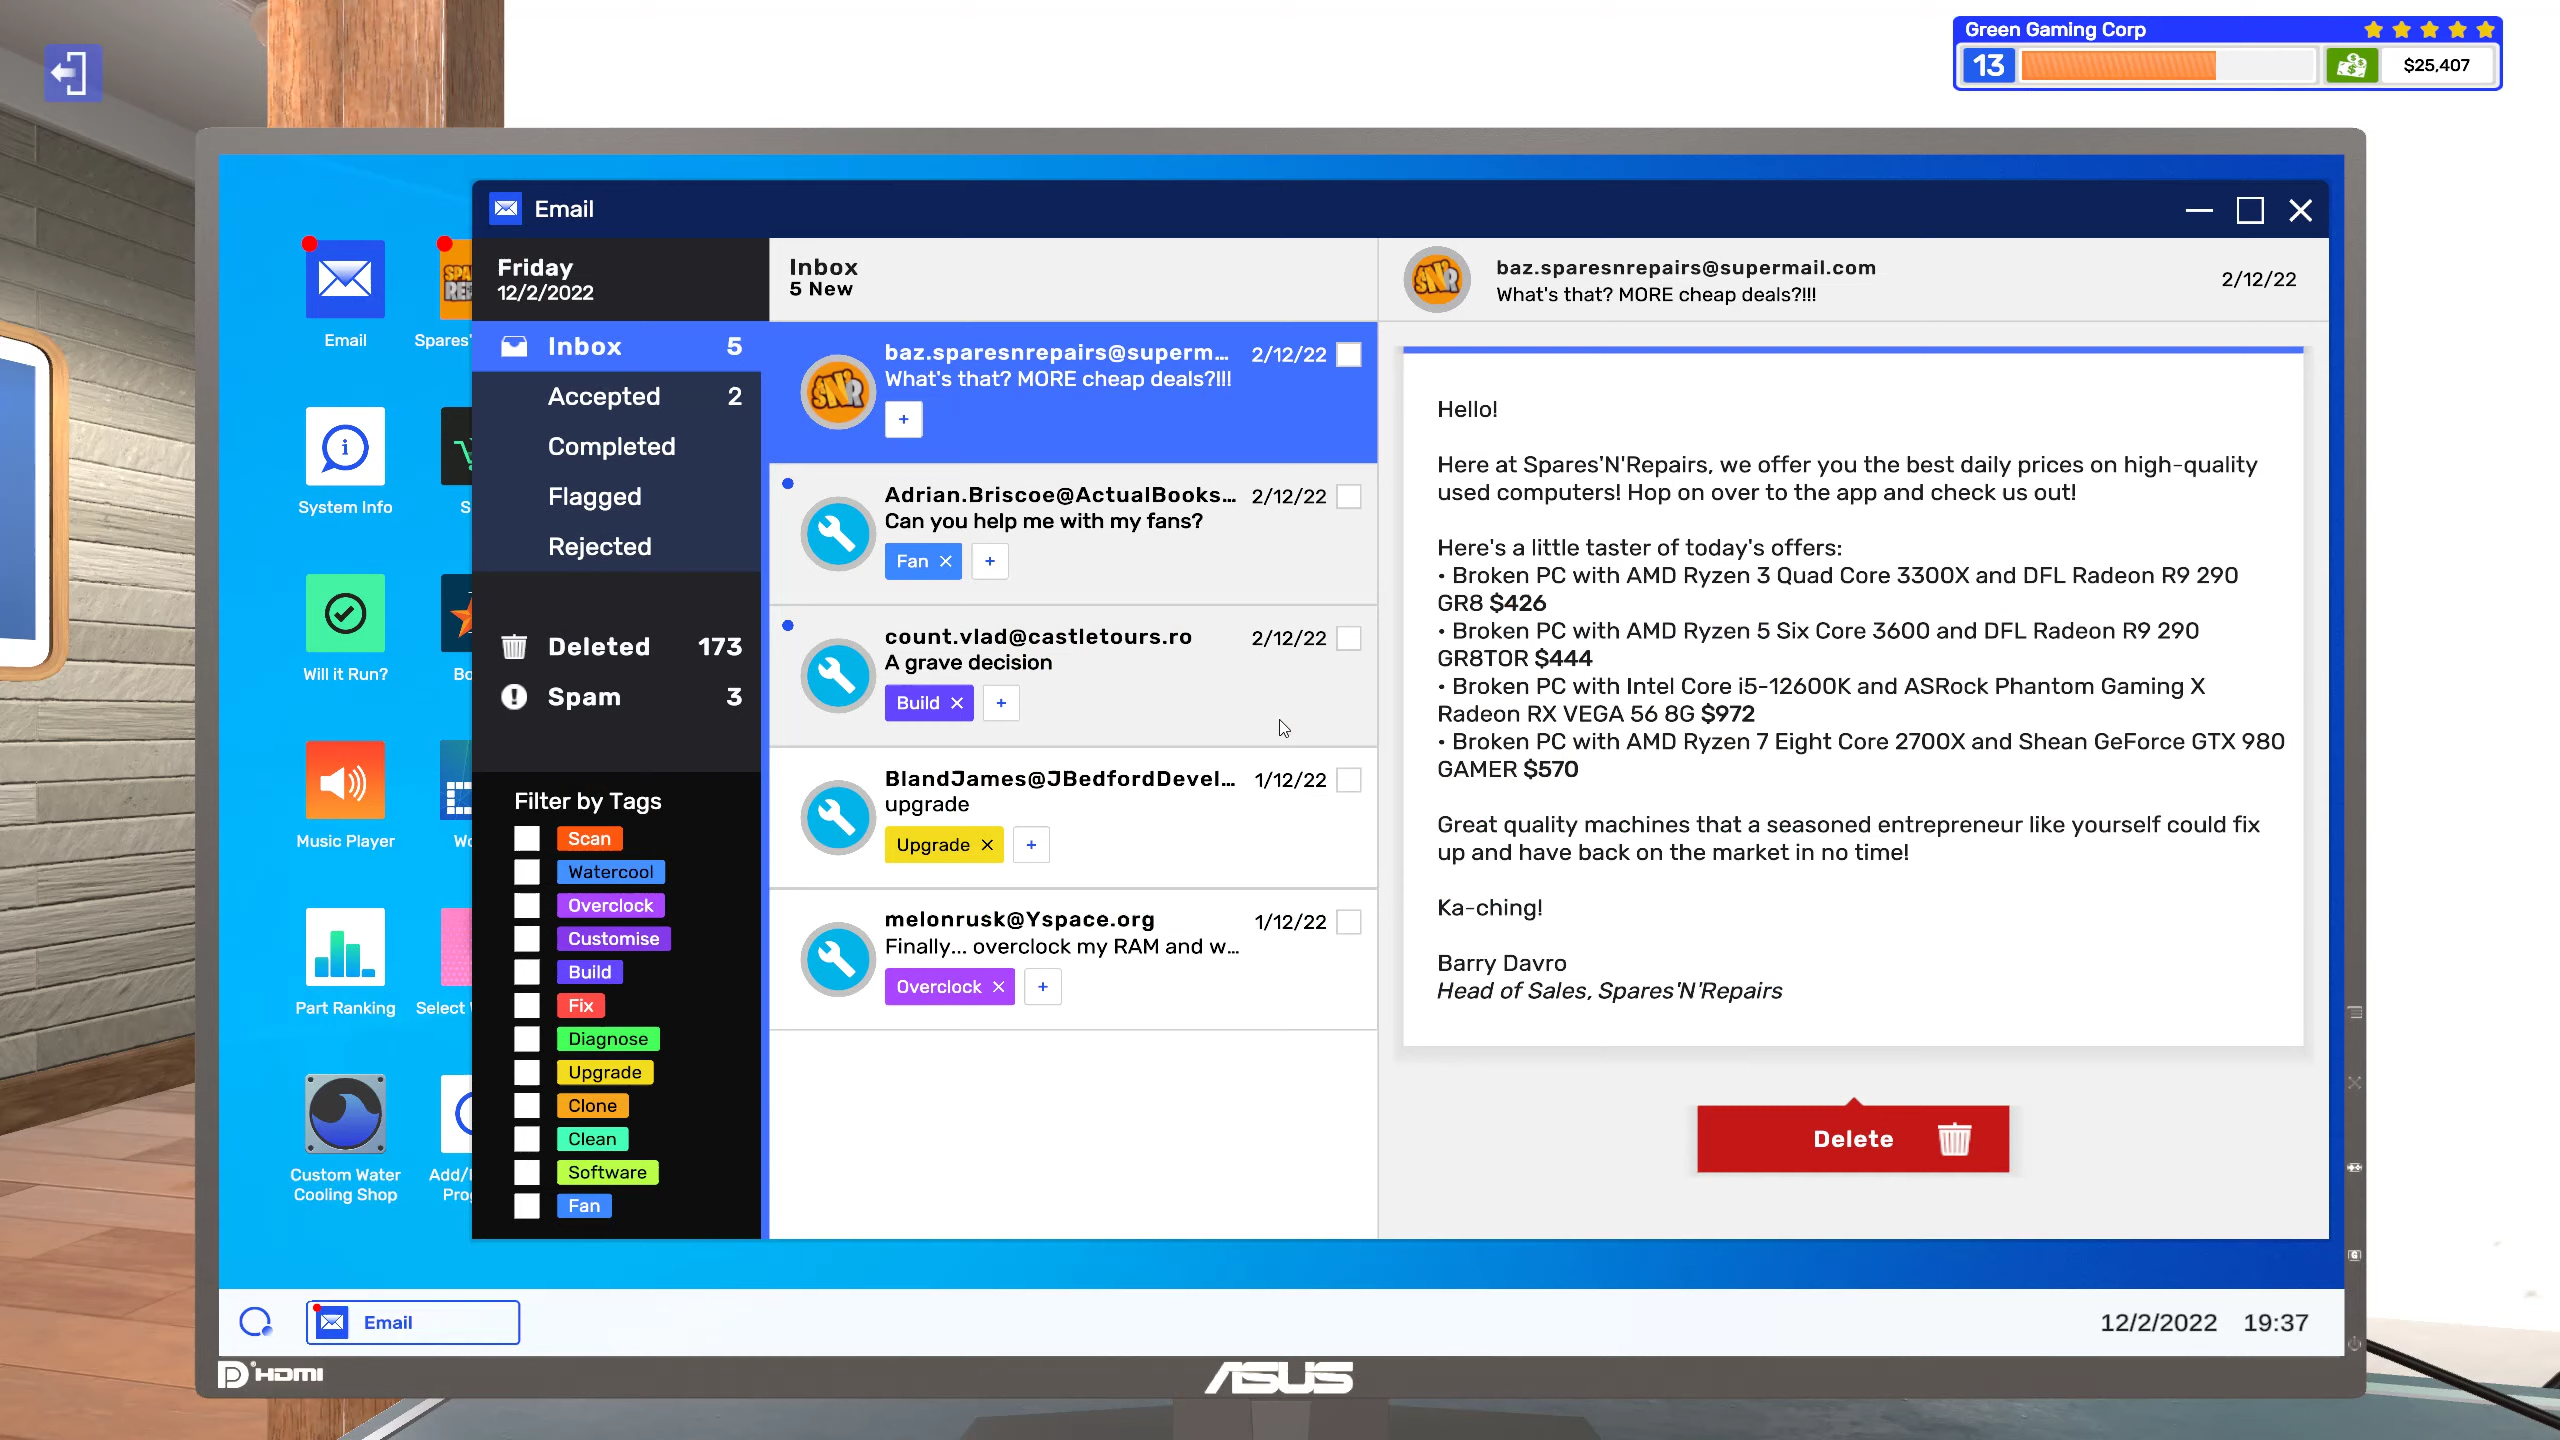 Green Gaming Corp
13
$25,407
Email
Friday
12/2/2022
Inbox
5 New
baz.sparesnrepairs@supermail.com
What's that? MORE cheap deals?!!!
2/12/22
Inbox 5
Accepted 2
Completed
Flagged
Rejected
Deleted 173
Spam 3
Filter by Tags
Scan
Watercool
Overclock
Customise
Build
Fix
Diagnose
Upgrade
Clone
Clean
Software
Fan
baz.sparesnrepairs@superm... 2/12/22
What's that? MORE cheap deals?!!!
+
Adrian.Briscoe@ActualBooks... 2/12/22
Can you help me with my fans?
Fan × +
count.vlad@castletours.ro 2/12/22
A grave decision
Build × +
BlandJames@JBedfordDevel... 1/12/22
upgrade
Upgrade × +
melonrusk@Yspace.org 1/12/22
Finally... overclock my RAM and w...
Overclock × +
Hello!
Here at Spares'N'Repairs, we offer you the best daily prices on high-quality
used computers! Hop on over to the app and check us out!
Here's a little taster of today's offers:
• Broken PC with AMD Ryzen 3 Quad Core 3300X and DFL Radeon R9 290
GR8 $426
• Broken PC with AMD Ryzen 5 Six Core 3600 and DFL Radeon R9 290
GR8TOR $444
• Broken PC with Intel Core i5-12600K and ASRock Phantom Gaming X
Radeon RX VEGA 56 8G $972
• Broken PC with AMD Ryzen 7 Eight Core 2700X and Shean GeForce GTX 980
GAMER $570
Great quality machines that a seasoned entrepreneur like yourself could fix
up and have back on the market in no time!
Ka-ching!
Barry Davro
Head of Sales, Spares'N'Repairs
Delete
Email
Spares'
System Info
S
Will it Run?
Bo
Music Player
Wo
Part Ranking
Select
Custom Water
Cooling Shop
Add/
Prog
SNR
SNR
Email
12/2/2022 19:37
HDMI
ASUS